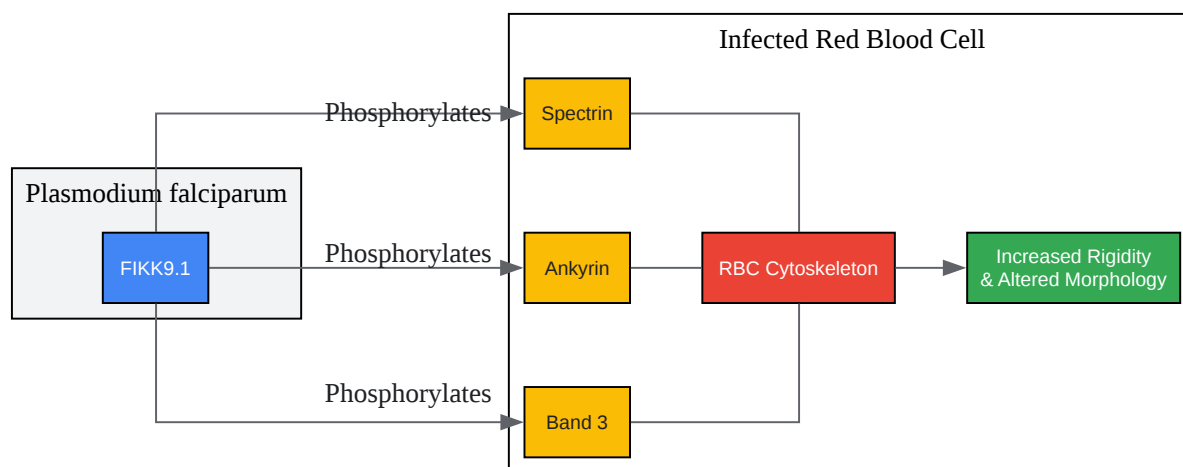 Infected Red Blood Cell
Phosphorylates
Spectrin
Plasmodium falciparum
FIKK9.1
Phosphorylates
Ankyrin
RBC Cytoskeleton
Increased Rigidity
& Altered Morphology
Phosphorylates
Band 3